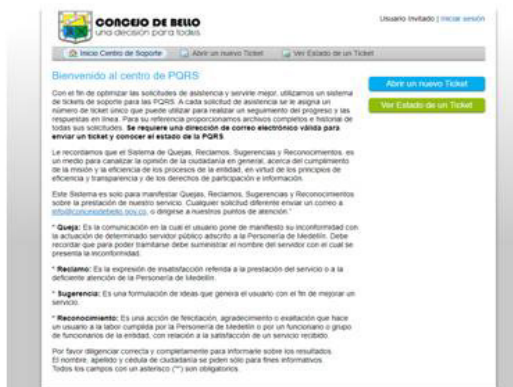 CONCEJO DE BELLO
una decisión para todos
Usuario Invitado | Iniciar sesión
Inicio Centro de Soporte
Abrir un nuevo Ticket
Ver Estado de un Ticket
Bienvenido al centro de PQRS
Abrir un nuevo Ticket
Ver Estado de un Ticket
Con el fin de optimizar las solicitudes de asistencia y servirle mejor, utilizamos un sistema
de tickets de soporte para las PQRS. A cada solicitud de asistencia se le asigna un
número de ticket único que puede utilizar para realizar un seguimiento del progreso y las
respuestas en línea. Para su referencia proporcionamos archivos completos e historial de
todas sus solicitudes. Se requiere una dirección de correo electrónico válida para
enviar un ticket y conocer el estado de la PQRS.
Le recordamos que el Sistema de Quejas, Reclamos, Sugerencias y Reconocimientos, es
un medio para canalizar la opinión de la ciudadanía en general, acerca del cumplimiento
de la misión y la eficiencia de los procesos de la entidad, en virtud de los principios de
eficiencia y transparencia y de los derechos de participación e información.
Este Sistema es solo para manifestar Quejas, Reclamos, Sugerencias y Reconocimientos
sobre la prestación de nuestro servicio. Cualquier solicitud diferente enviar un correo a
info@concejodebello.gov.co, o dirigirse a nuestros puntos de atención."
* Queja: Es la comunicación en la cual el usuario pone de manifiesto su inconformidad con
la actuación de determinado servidor público adscrito a la Personería de Medellín. Debe
recordar que para poder tramitarse debe suministrar el nombre del servidor con el cual se
presenta la inconformidad.
* Reclamo: Es la expresión de insatisfacción referida a la prestación del servicio o a la
deficiente atención de la Personería de Medellín.
* Sugerencia: Es una formulación de ideas que genera el usuario con el fin de mejorar un
servicio.
* Reconocimiento: Es una acción de felicitación, agradecimiento o exaltación que hace
un usuario a la labor cumplida por la Personería de Medellín o por un funcionario o grupo
de funcionarios de la entidad, con relación a la satisfacción de un servicio recibido.
Por favor diligenciar correcta y completamente para informarle sobre los resultados.
El nombre, apellido y cédula de ciudadanía se piden sólo para fines informativos.
Todos los campos con un asterisco ("*") son obligatorios.